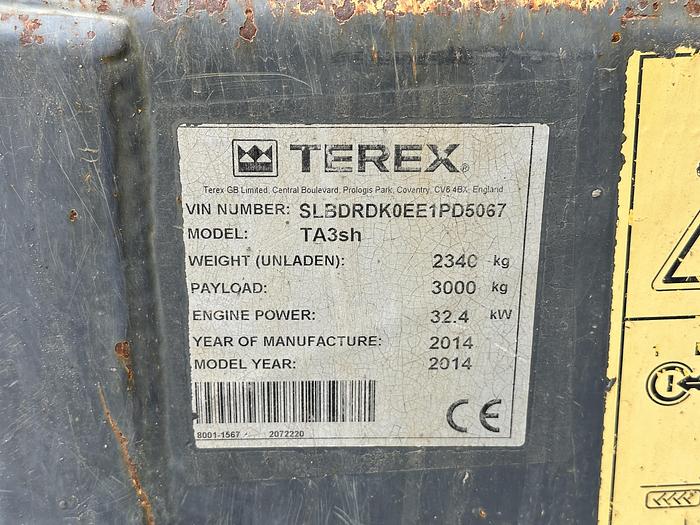 TEREX®
Terex GB Limited, Central Boulevard, Prologis Park, Coventry, CV6 4BX, England
VIN NUMBER: SLBDRDK0EE1PD5067
MODEL: TA3sh
WEIGHT (UNLADEN): 2340 kg
PAYLOAD: 3000 kg
ENGINE POWER: 32.4 kW
YEAR OF MANUFACTURE: 2014
MODEL YEAR: 2014
8001-1567 2072220
CE